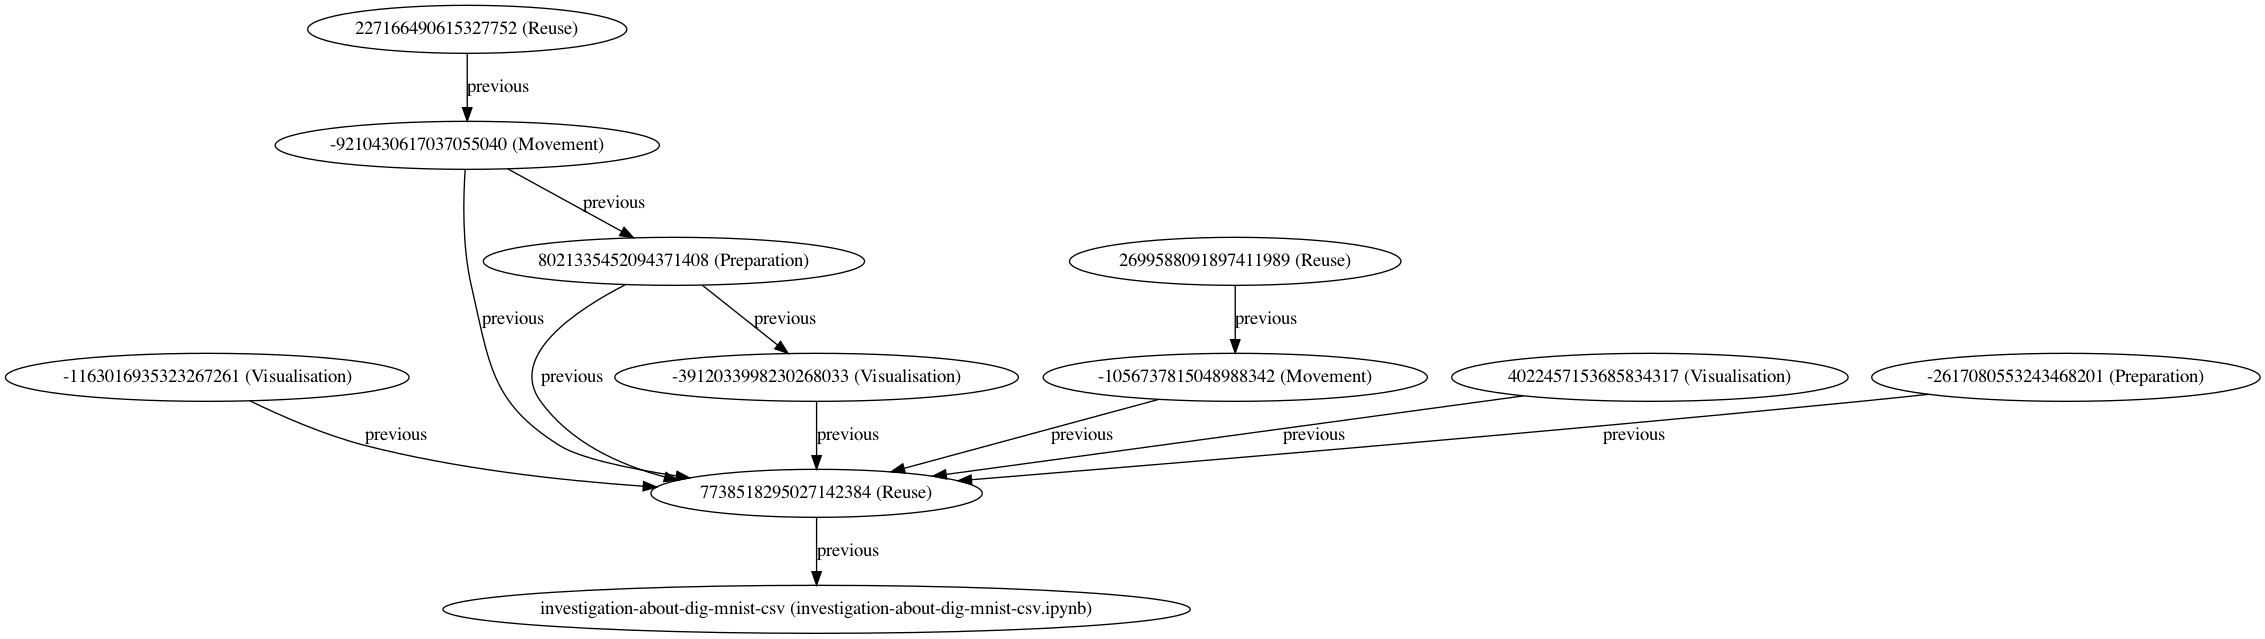 227166490615327752 (Reuse)
previous
-9210430617037055040 (Movement)
previous
8021335452094371408 (Preparation)
2699588091897411989 (Reuse)
previous
previous
previous
-1163016935323267261 (Visualisation)
previous
-3912033998230268033 (Visualisation)
-1056737815048988342 (Movement)
4022457153685834317 (Visualisation)
-2617080553243468201 (Preparation)
previous
previous
previous
previous
previous
7738518295027142384 (Reuse)
previous
investigation-about-dig-mnist-csv (investigation-about-dig-mnist-csv.ipynb)